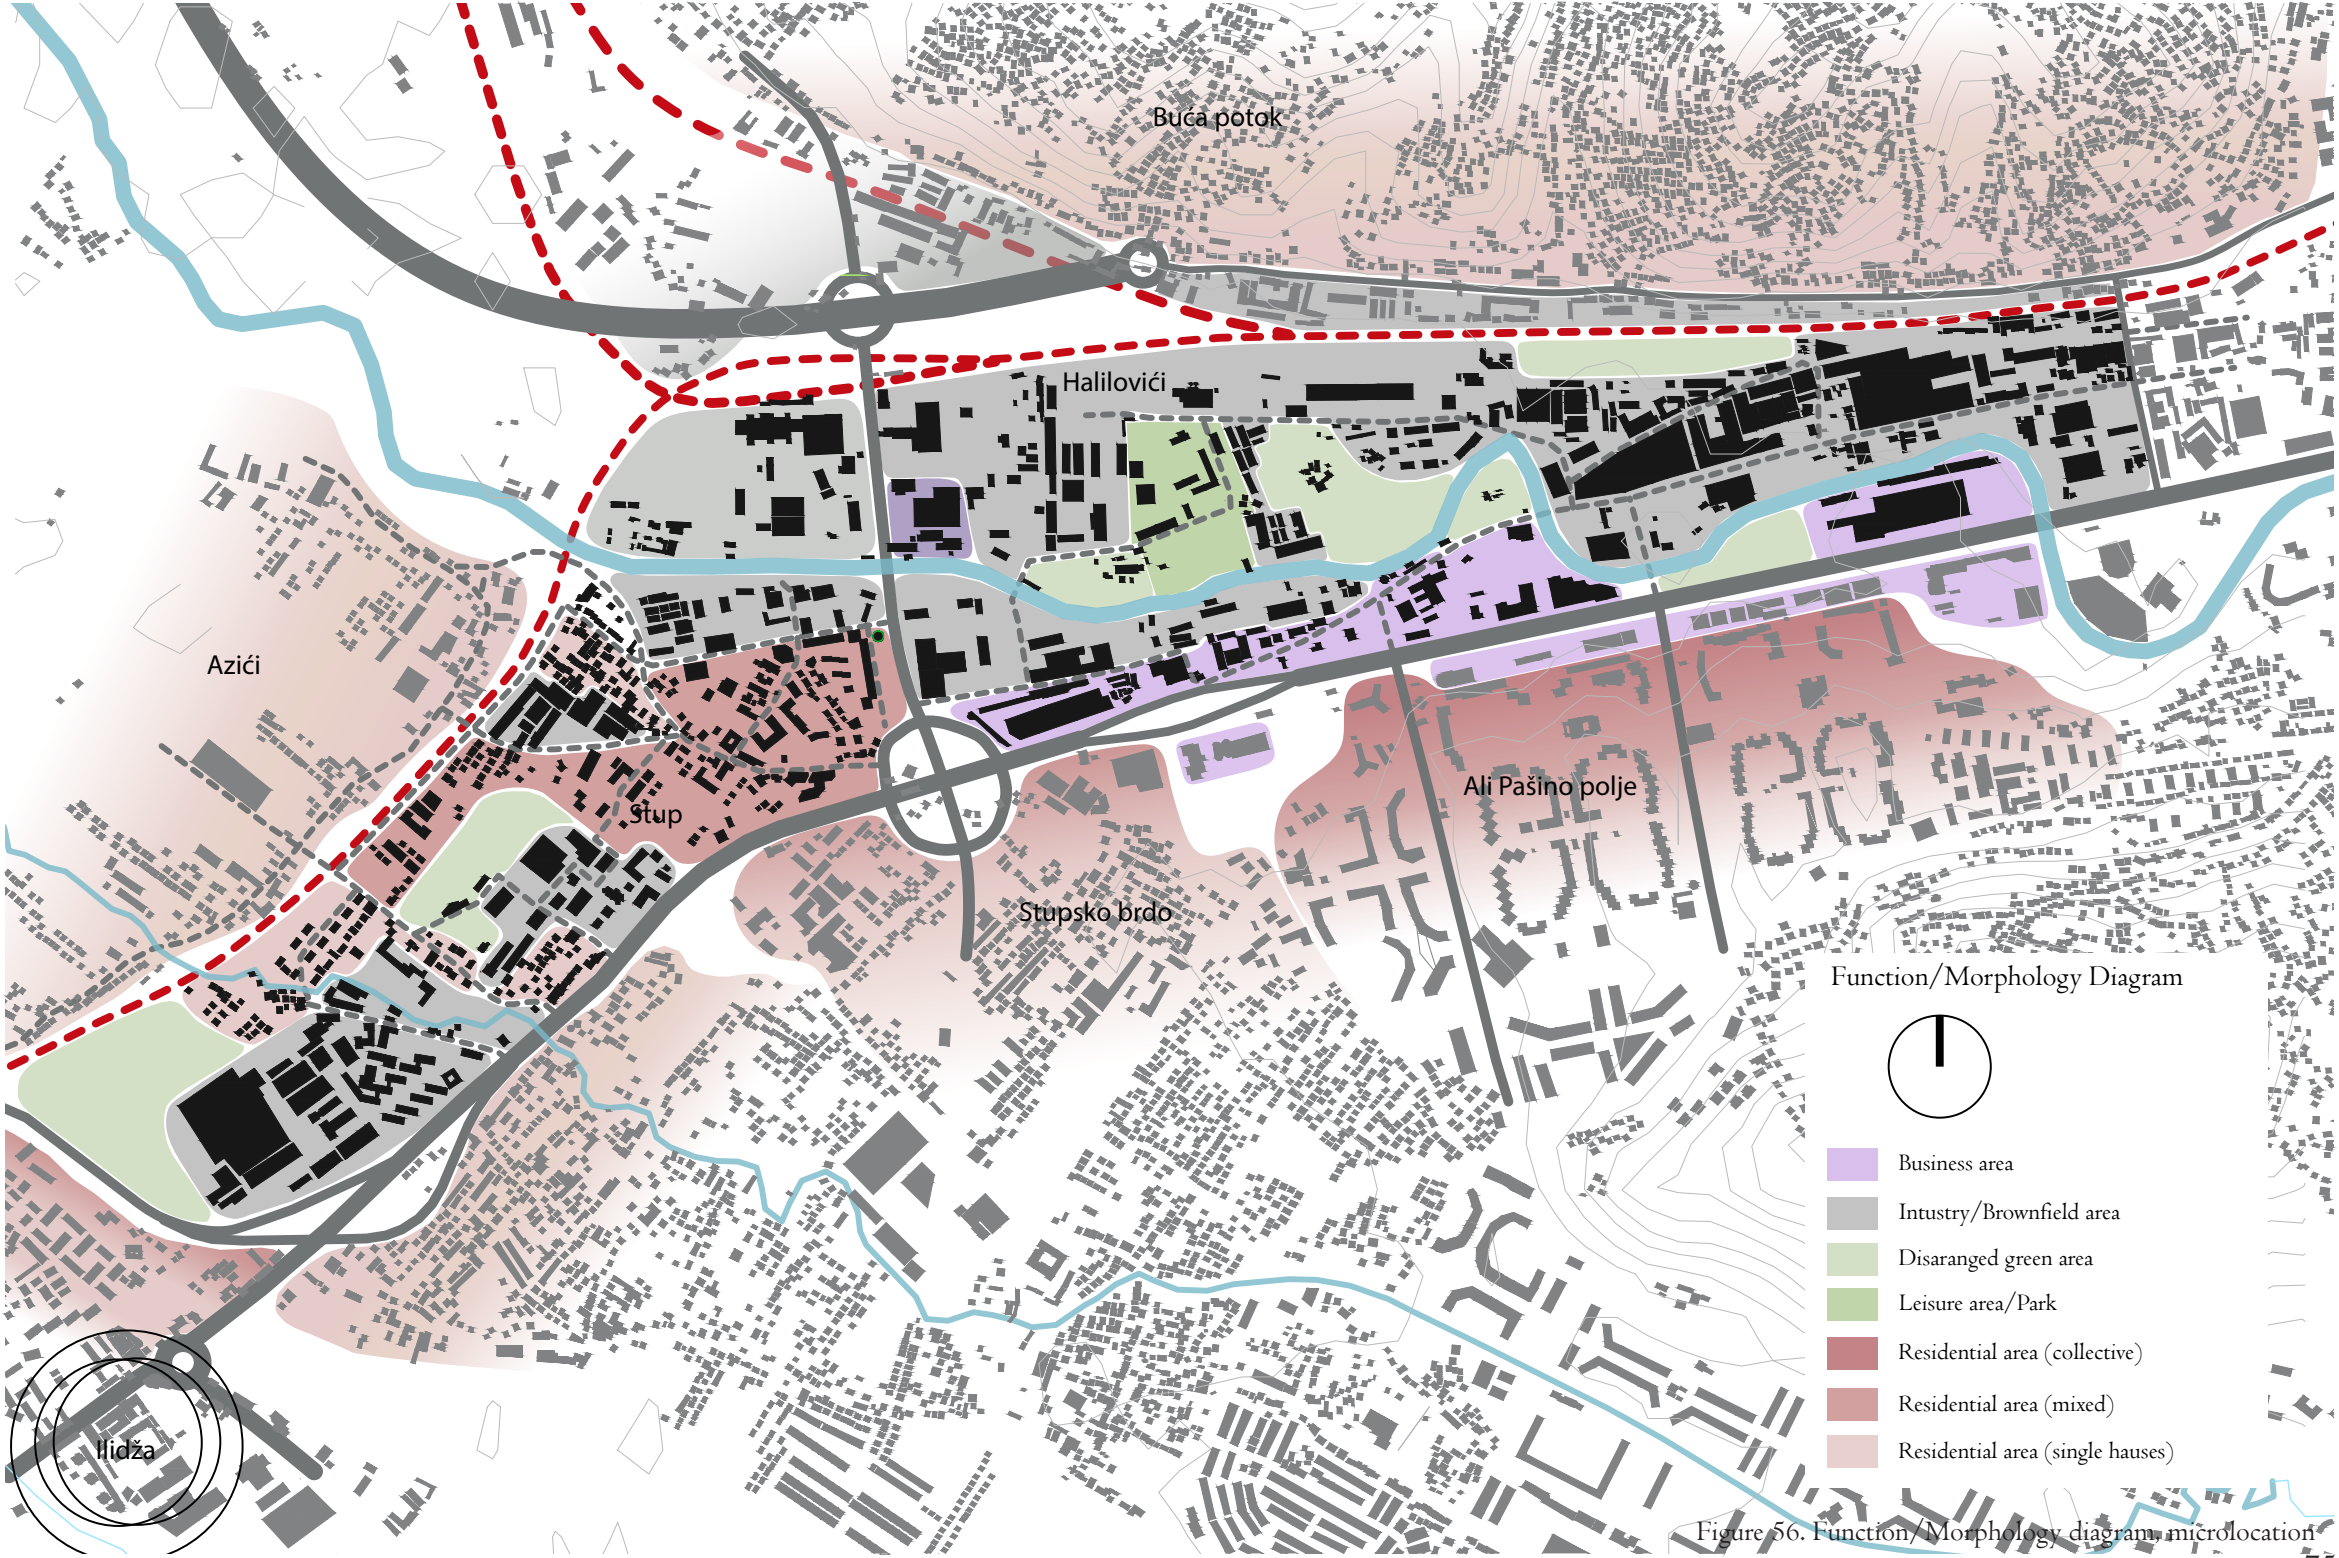 Buća potok
Halilovići
Azići
Stup
Ali Pašino polje
Stupsko brdo
Ilidža
Function/Morphology Diagram
Business area
Intustry/Brownfield area
Disaranged green area
Leisure area/Park
Residential area (collective)
Residential area (mixed)
Residential area (single hauses)
Figure 56. Function/Morphology diagram, microlocation